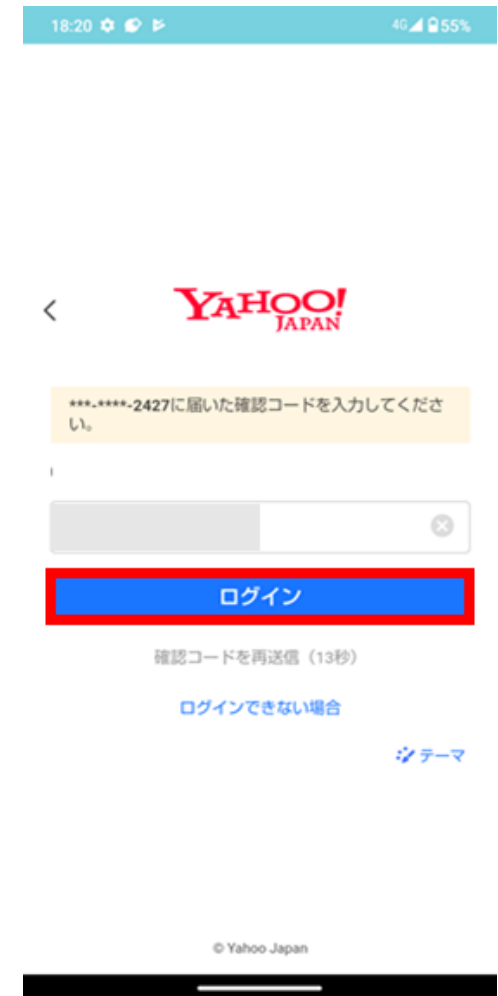 18:20
4G 55%
YAHOO!
JAPAN
***-****-2427に届いた確認コードを入力してくださ
い。
ログイン
確認コードを再送信（13秒）
ログインできない場合
テーマ
© Yahoo Japan